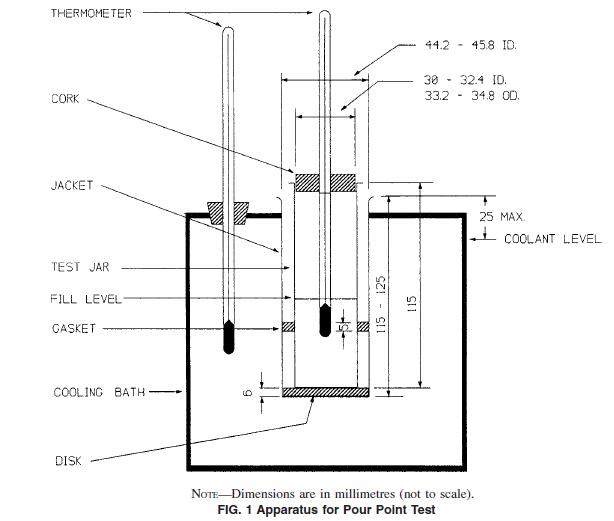 THERMOMETER
44.2 - 45.8 ID.
30 - 32.4 ID.
33.2 - 34.8 OD.
CORK
JACKET
25 MAX.
COOLANT LEVEL
TEST JAR
FILL LEVEL
115 - 125
115
GASKET
5
COOLING BATH
6
DISK
NOTE—Dimensions are in millimetres (not to scale).
FIG. 1 Apparatus for Pour Point Test